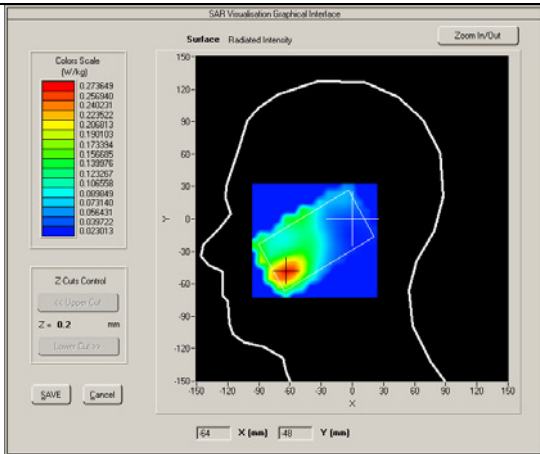 SAR Visualisation Graphical Interface
Surface Radiated Intensity
Zoom In/Out
Colors Scale
(W/kg)
0.273649
0.256940
0.240231
0.223522
0.206813
0.190103
0.173394
0.156685
0.139976
0.123267
0.106558
0.089849
0.073140
0.056431
0.039722
0.023013
150
120
90
60
30
0
-30
-60
-90
-120
-150
Y
-150 -120 -90 -60 -30 0 30 60 90 120 150
X
Z Cuts Control
<< Upper Cut
Z = 0.2 mm
Lower Cut >>
SAVE Cancel
-64 X (mm) -48 Y (mm)